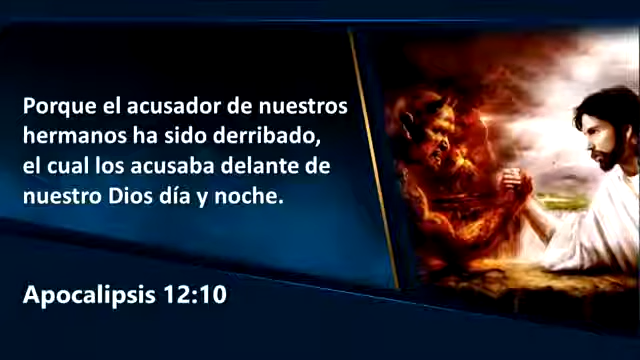 Porque el acusador de nuestros
hermanos ha sido derribado,
el cual los acusaba delante de
nuestro Dios día y noche.
Apocalipsis 12:10